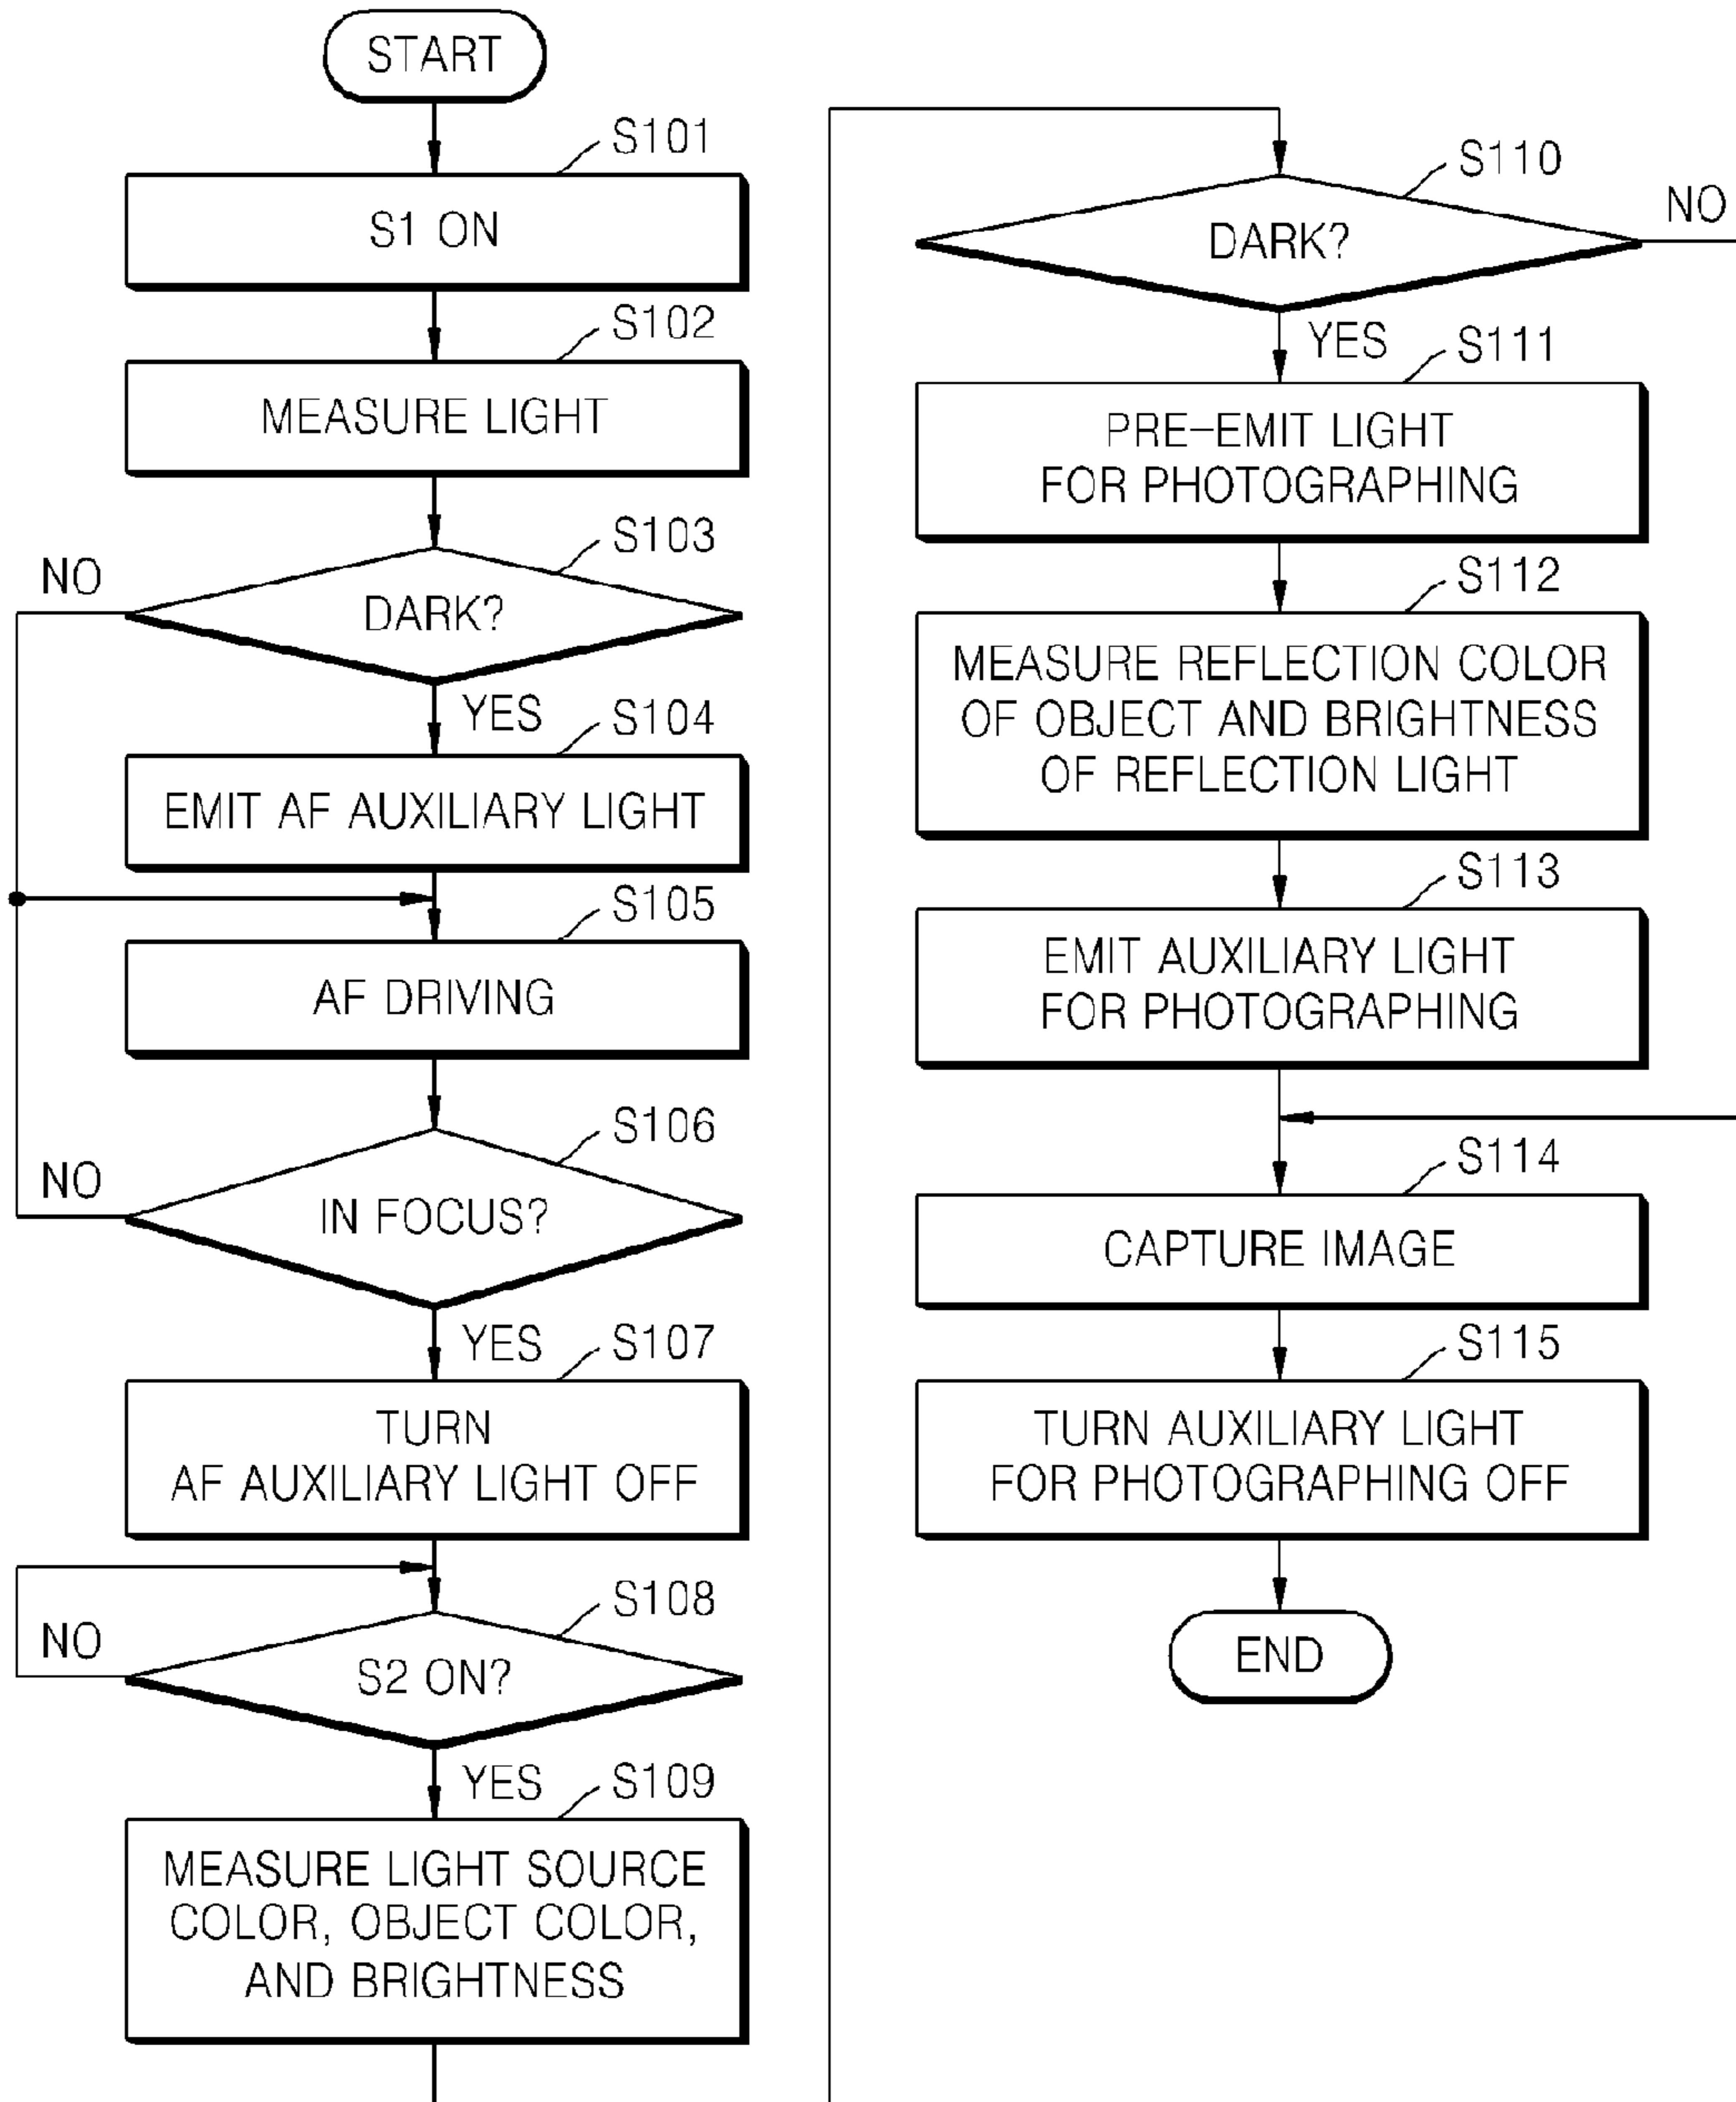 START
S101
S1 ON
S102
MEASURE LIGHT
S103
NO
DARK?
YES
S104
EMIT AF AUXILIARY LIGHT
S105
AF DRIVING
S106
NO
IN FOCUS?
YES
S107
TURN
AF AUXILIARY LIGHT OFF
S108
NO
S2 ON?
YES
S109
MEASURE LIGHT SOURCE
COLOR, OBJECT COLOR,
AND BRIGHTNESS
S110
NO
DARK?
YES
S111
PRE-EMIT LIGHT
FOR PHOTOGRAPHING
S112
MEASURE REFLECTION COLOR
OF OBJECT AND BRIGHTNESS
OF REFLECTION LIGHT
S113
EMIT AUXILIARY LIGHT
FOR PHOTOGRAPHING
S114
CAPTURE IMAGE
S115
TURN AUXILIARY LIGHT
FOR PHOTOGRAPHING OFF
END